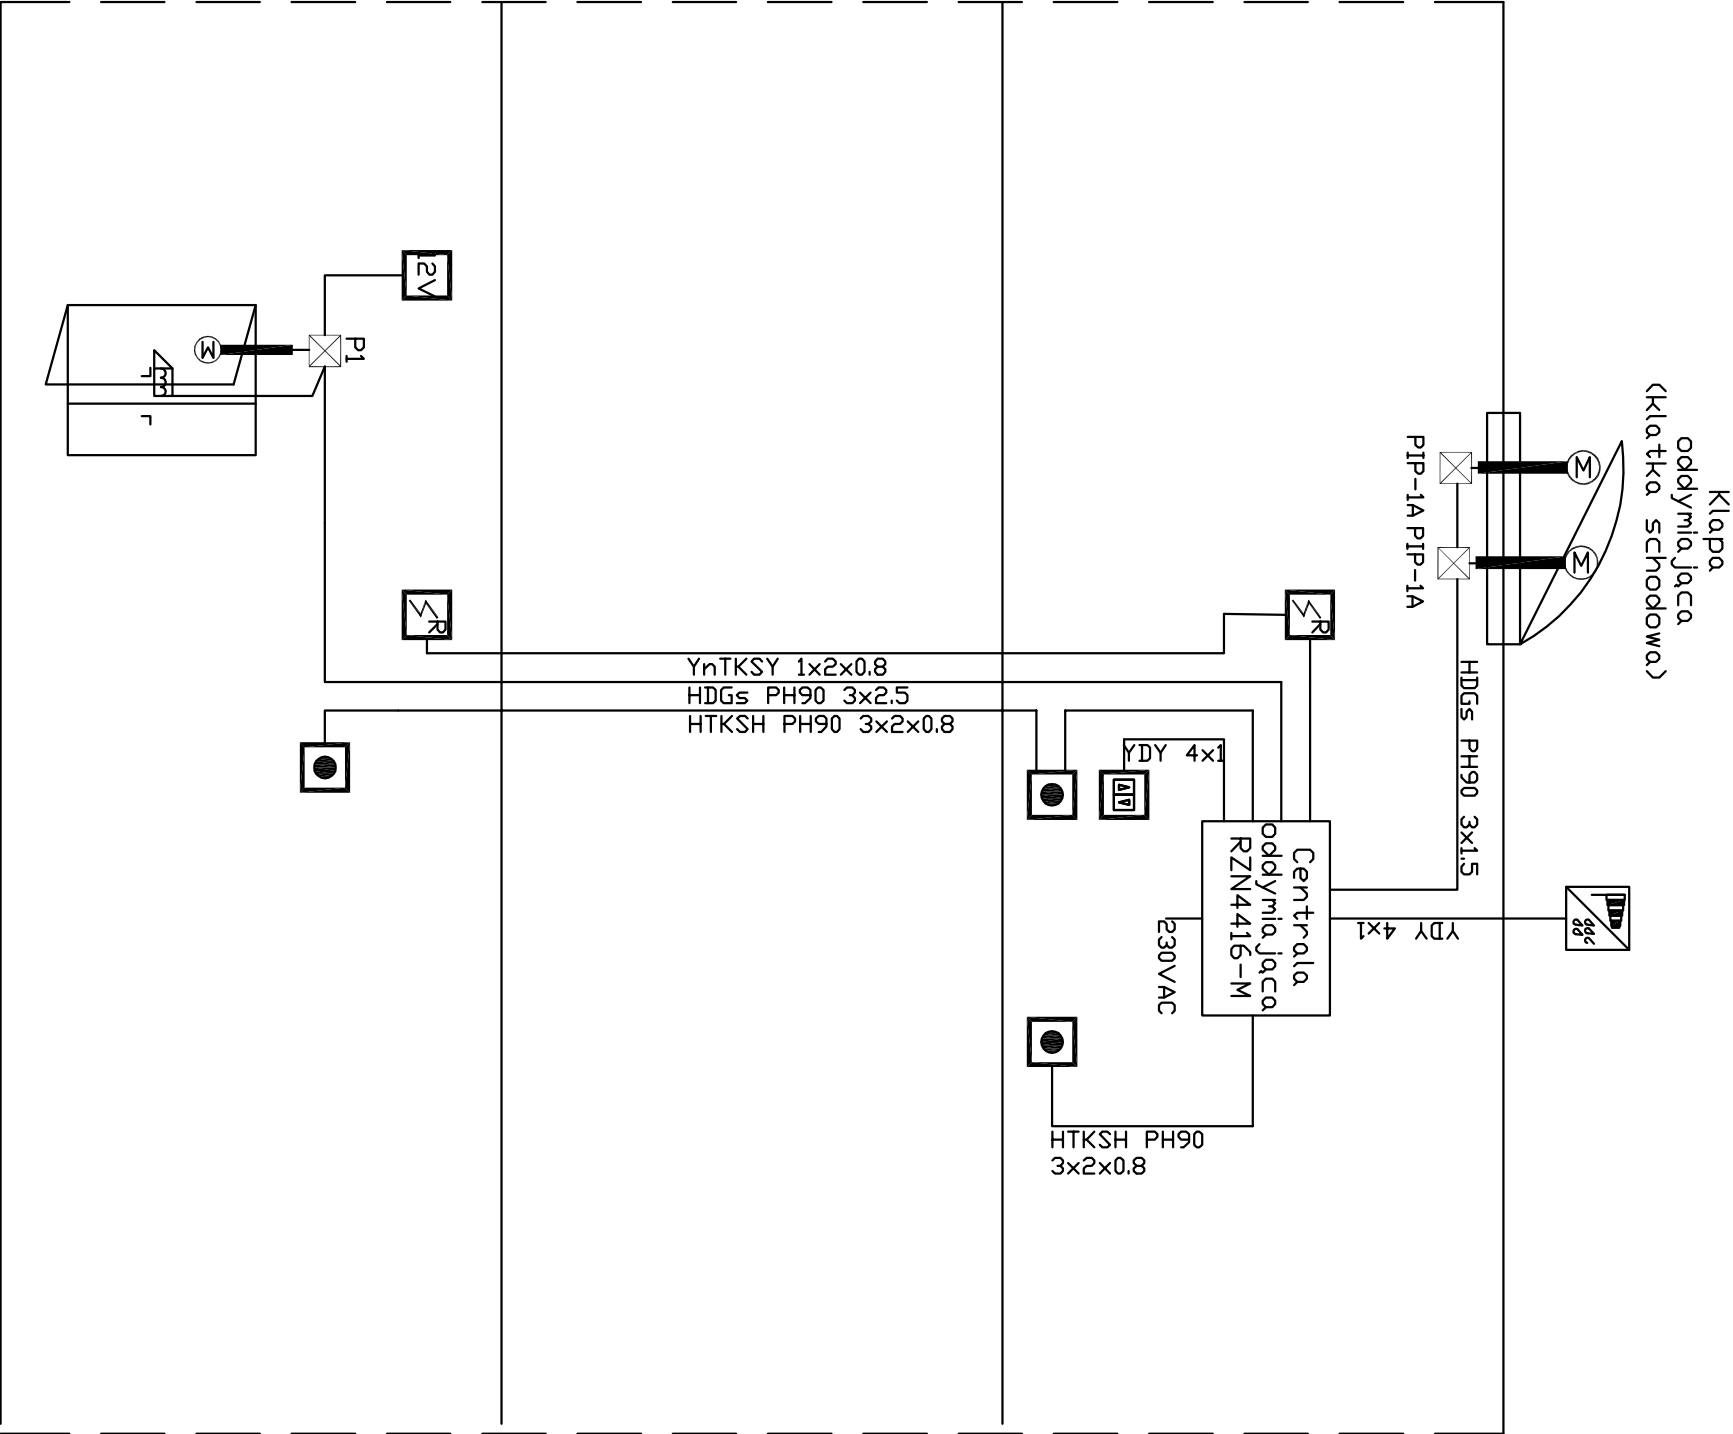 Klapa
oddymiająca
(klatka schodowa)
PIP-1A
PIP-1A
HDGs PH90 3x1.5
YDY 4x1
Centrala
oddymiająca
RZN4416-M
230VAC
YDY 4x1
HTKSH PH90
3x2x0.8
R
R
YnTKSY 1x2x0.8
HDGs PH90 3x2.5
HTKSH PH90 3x2x0.8
12V
P1
M
M
M